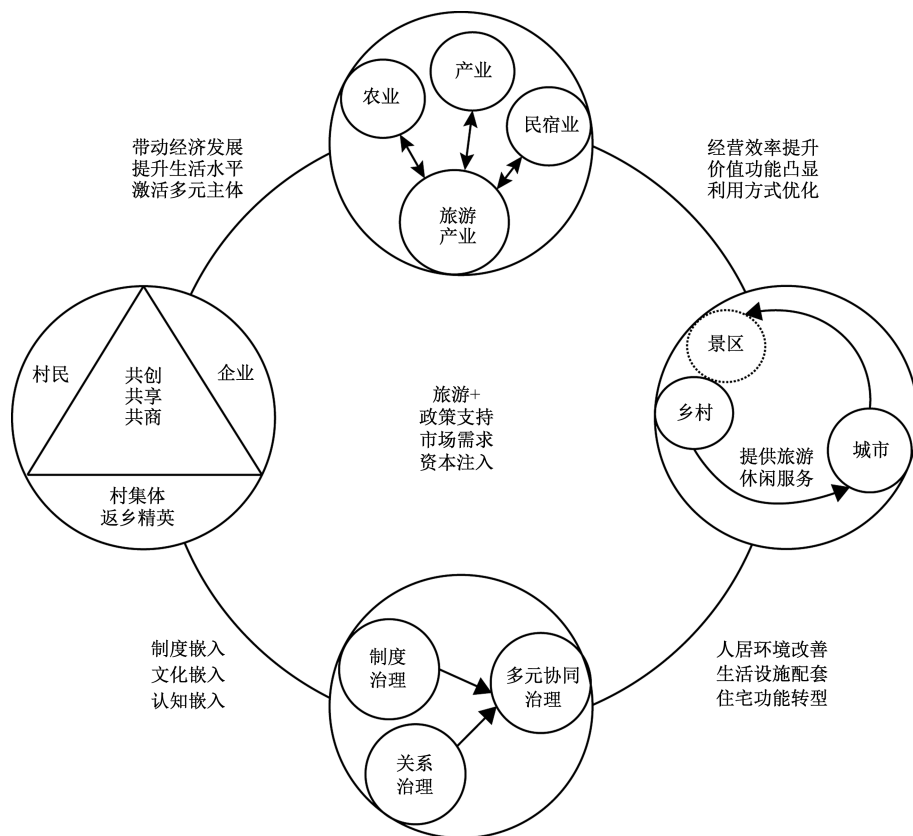 产业
农业
民宿业
旅游
产业
带动经济发展
提升生活水平
激活多元主体
经营效率提升
价值功能凸显
利用方式优化
村民
共创
共享
共商
企业
村集体
返乡精英
旅游+
政策支持
市场需求
资本注入
景区
乡村
城市
提供旅游
休闲服务
制度嵌入
文化嵌入
认知嵌入
制度
治理
多元协同
治理
关系
治理
人居环境改善
生活设施配套
住宅功能转型